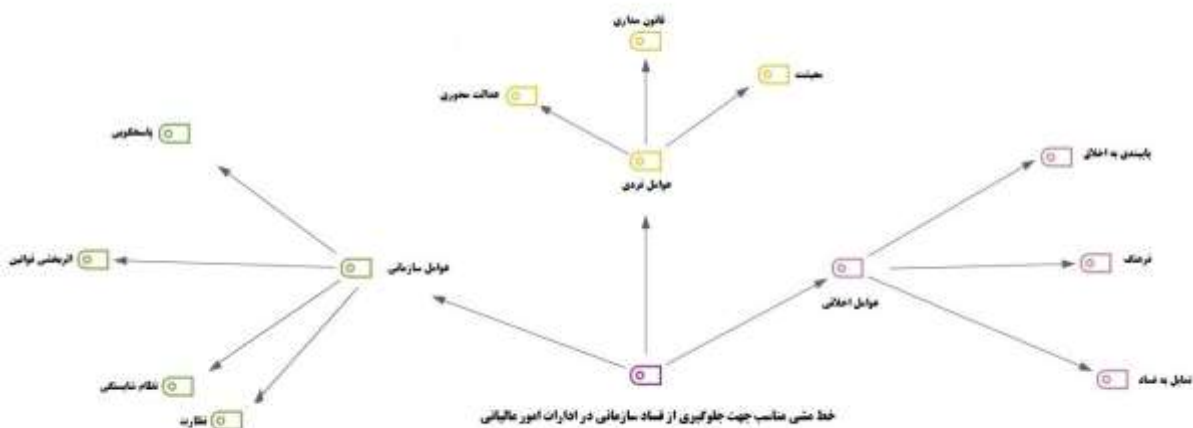 قانون مداری
معیشت
عدالت محوری
پاسخگویی
پایبندی به اخلاق
عوامل فردی
اثربخشی قوانین
عوامل سازمانی
فرهنگ
عوامل اخلاقی
نظام شایستگی
تمایل به فساد
نظارت
خط مشی مناسب جهت جلوگیری از فساد سازمانی در ادارات امور مالیاتی